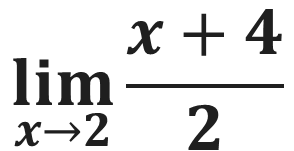 lim x→2 (x + 4)/2